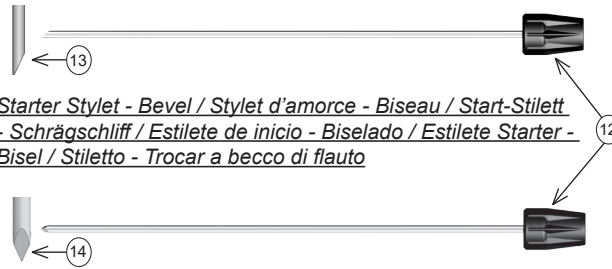 13
Starter Stylet - Bevel / Stylet d’amorce - Biseau / Start-Stilett
- Schrägschliff / Estilete de inicio - Biselado / Estilete Starter -
Bisel / Stiletto - Trocar a becco di flauto
12
14